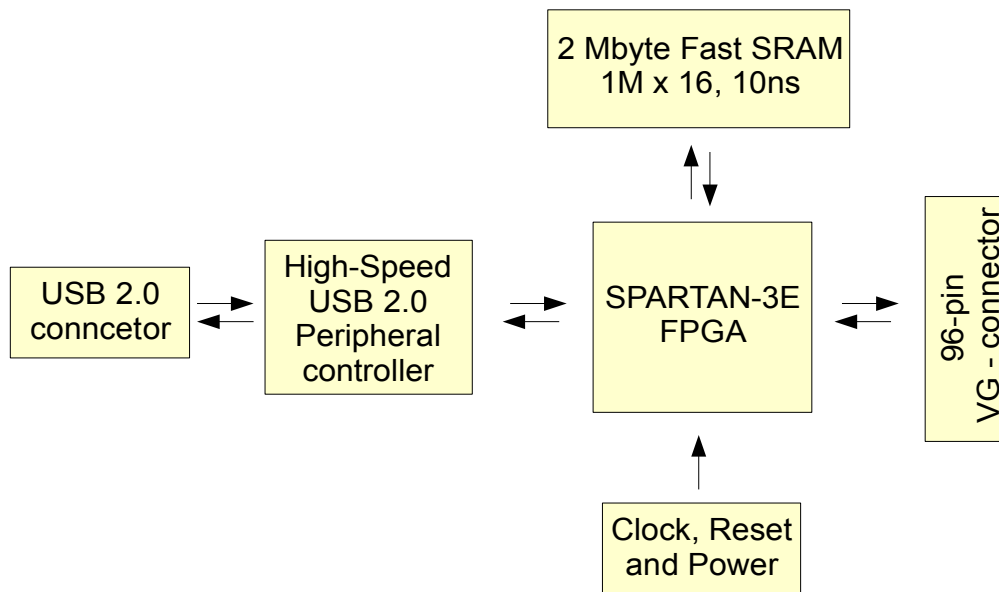 2 Mbyte Fast SRAM
1M x 16, 10ns
USB 2.0
conncetor
High-Speed
USB 2.0
Peripheral
controller
SPARTAN-3E
FPGA
96-pin
VG - connector
Clock, Reset
and Power